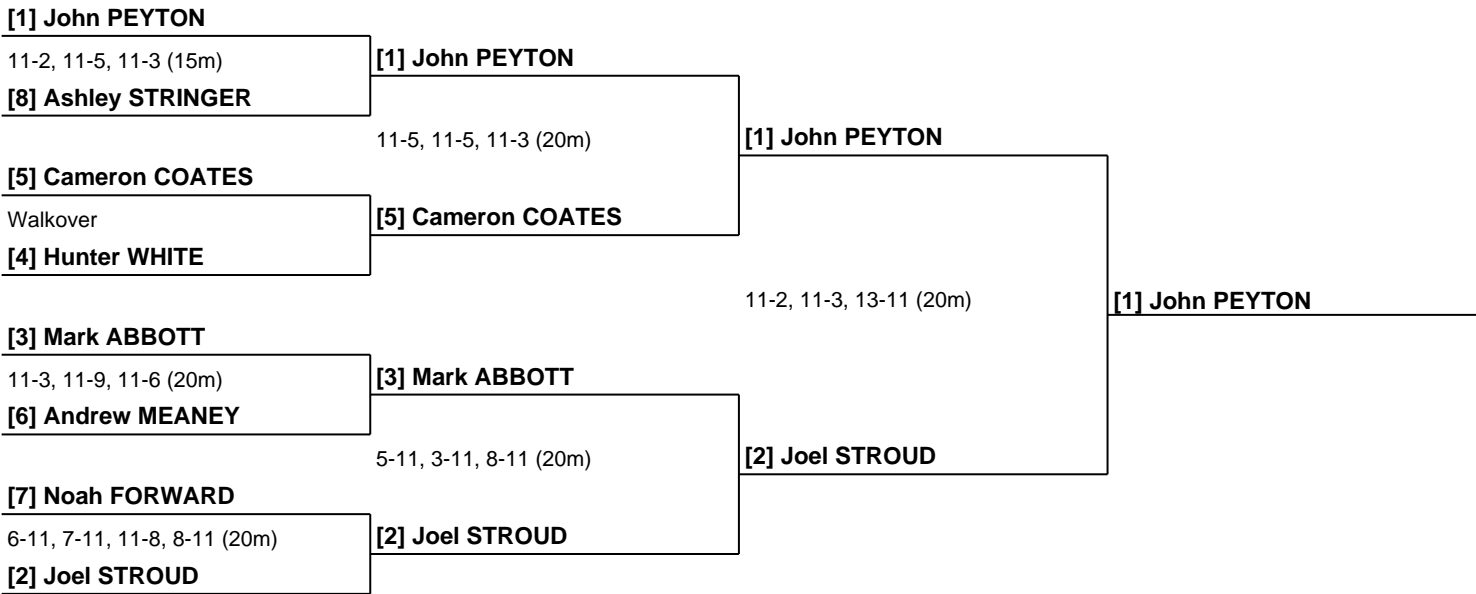 [1] John PEYTON
11-2, 11-5, 11-3 (15m)
[8] Ashley STRINGER
[1] John PEYTON
11-5, 11-5, 11-3 (20m)
[5] Cameron COATES
Walkover
[4] Hunter WHITE
[5] Cameron COATES
[1] John PEYTON
11-2, 11-3, 13-11 (20m)
[1] John PEYTON
[3] Mark ABBOTT
11-3, 11-9, 11-6 (20m)
[6] Andrew MEANEY
[3] Mark ABBOTT
5-11, 3-11, 8-11 (20m)
[2] Joel STROUD
[7] Noah FORWARD
6-11, 7-11, 11-8, 8-11 (20m)
[2] Joel STROUD
[2] Joel STROUD